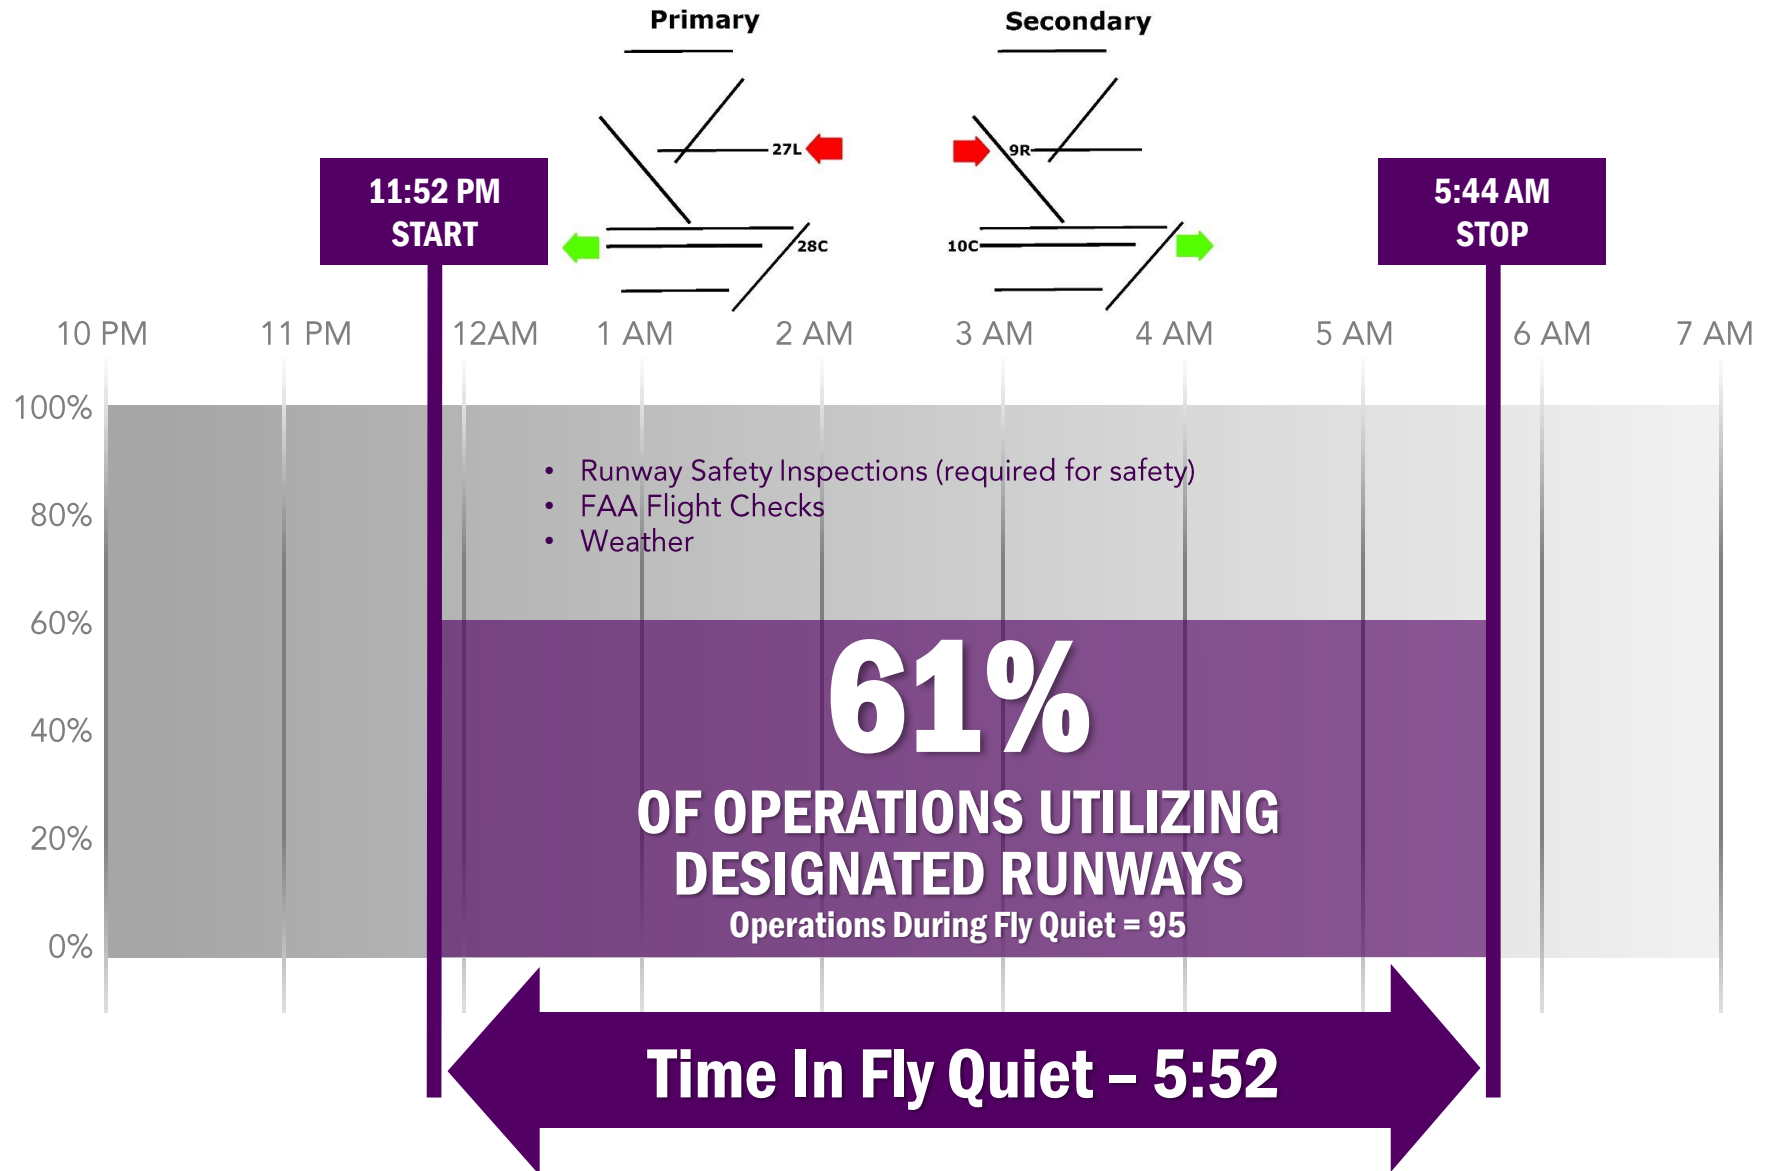 Primary
Secondary
27L
9R
28C
10C
11:52 PM
START
5:44 AM
STOP
10 PM
11 PM
12AM
1 AM
2 AM
3 AM
4 AM
5 AM
6 AM
7 AM
100%
80%
60%
40%
20%
0%
• Runway Safety Inspections (required for safety)
• FAA Flight Checks
• Weather
61%
OF OPERATIONS UTILIZING
DESIGNATED RUNWAYS
Operations During Fly Quiet = 95
Time In Fly Quiet – 5:52